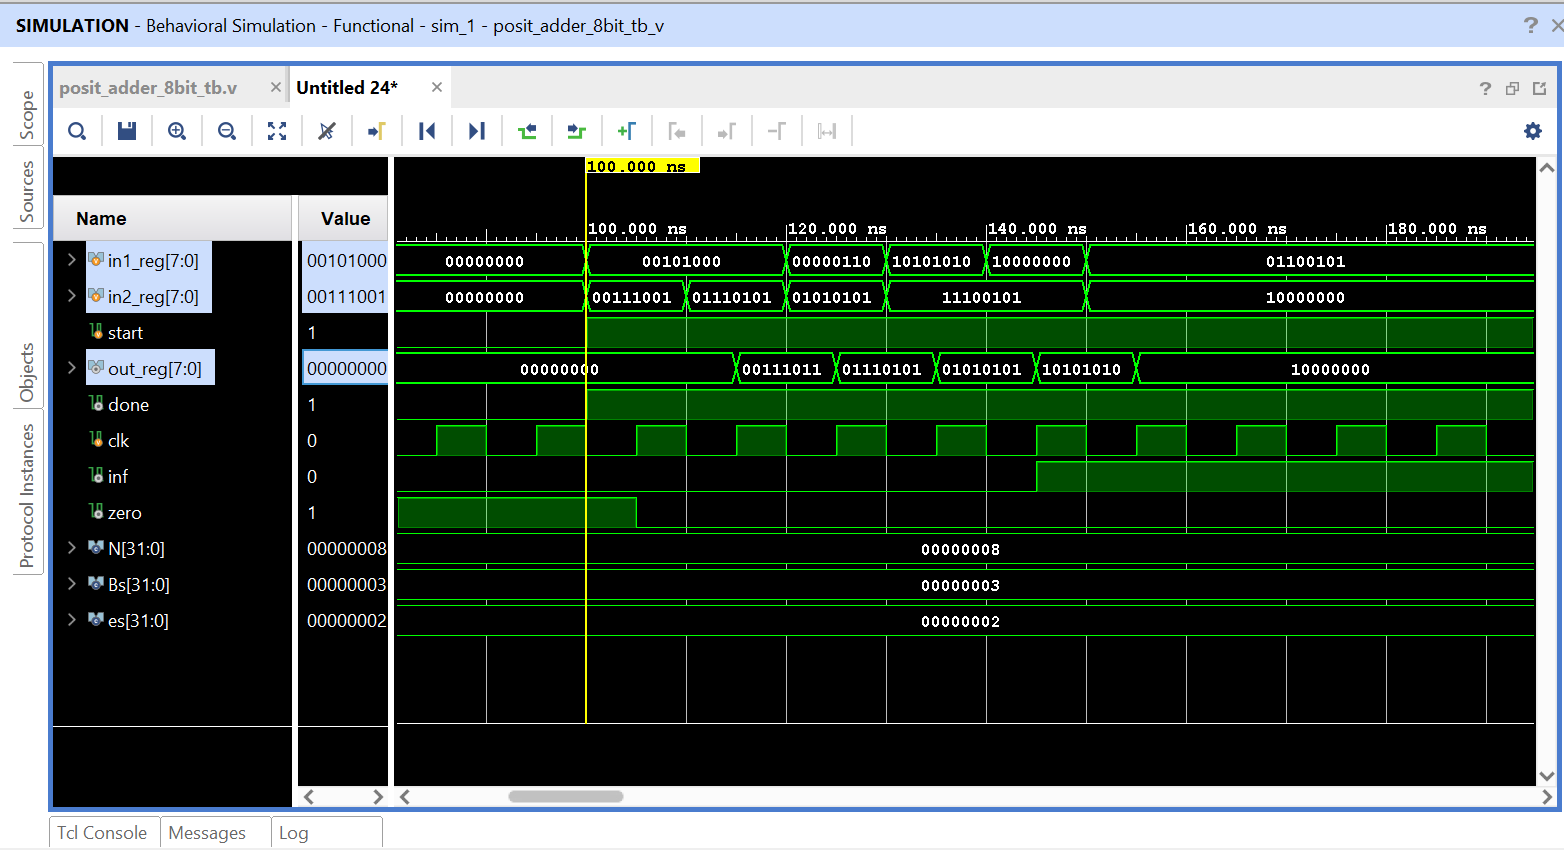 SIMULATION - Behavioral Simulation - Functional - sim_1 - posit_adder_8bit_tb_v
Scope
Sources
Objects
Protocol Instances
posit_adder_8bit_tb.v
Untitled 24*
100.000 ns
100.000 ns 120.000 ns 140.000 ns 160.000 ns 180.000 ns
Name Value
in1_reg[7:0] 00101000 00000000 00101000 00000110 10101010 10000000 01100101
in2_reg[7:0] 00111001 00000000 00111001 01110101 01010101 11100101 10000000
start 1
out_reg[7:0] 00000000 00000000 00111011 01110101 01010101 10101010 10000000
done 1
clk 0
inf 0
zero 1
N[31:0] 00000008 00000008
Bs[31:0] 00000003 00000003
es[31:0] 00000002 00000002
Tcl Console Messages Log